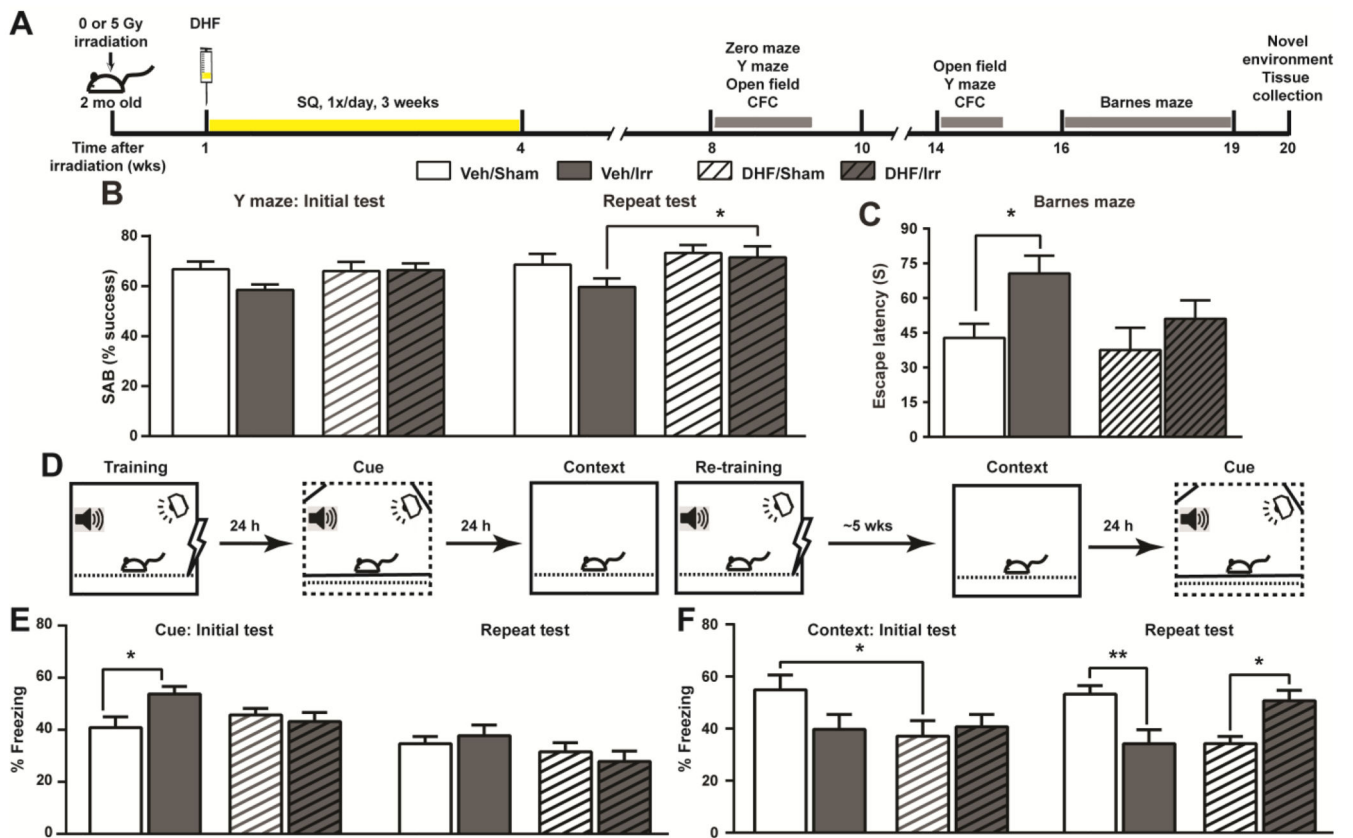 A
0 or 5 Gy
irradiation
2 mo old
DHF
SQ, 1x/day, 3 weeks
Zero maze
Y maze
Open field
CFC
Open field
Y maze
CFC
Barnes maze
Novel
environment
Tissue
collection
Time after
irradiation (wks)
1
4
8
10
14
16
19
20
Veh/Sham
Veh/Irr
DHF/Sham
DHF/Irr
B
Y maze: Initial test
Repeat test
*
SAB (% success)
80
60
40
20
0
C
Barnes maze
*
Escape latency (S)
90
75
60
45
30
15
0
D
Training
24 h
Cue
24 h
Context
Re-training
~5 wks
Context
24 h
Cue
E
Cue: Initial test
Repeat test
*
% Freezing
80
60
40
20
0
F
Context: Initial test
Repeat test
*
**
*
% Freezing
80
60
40
20
0